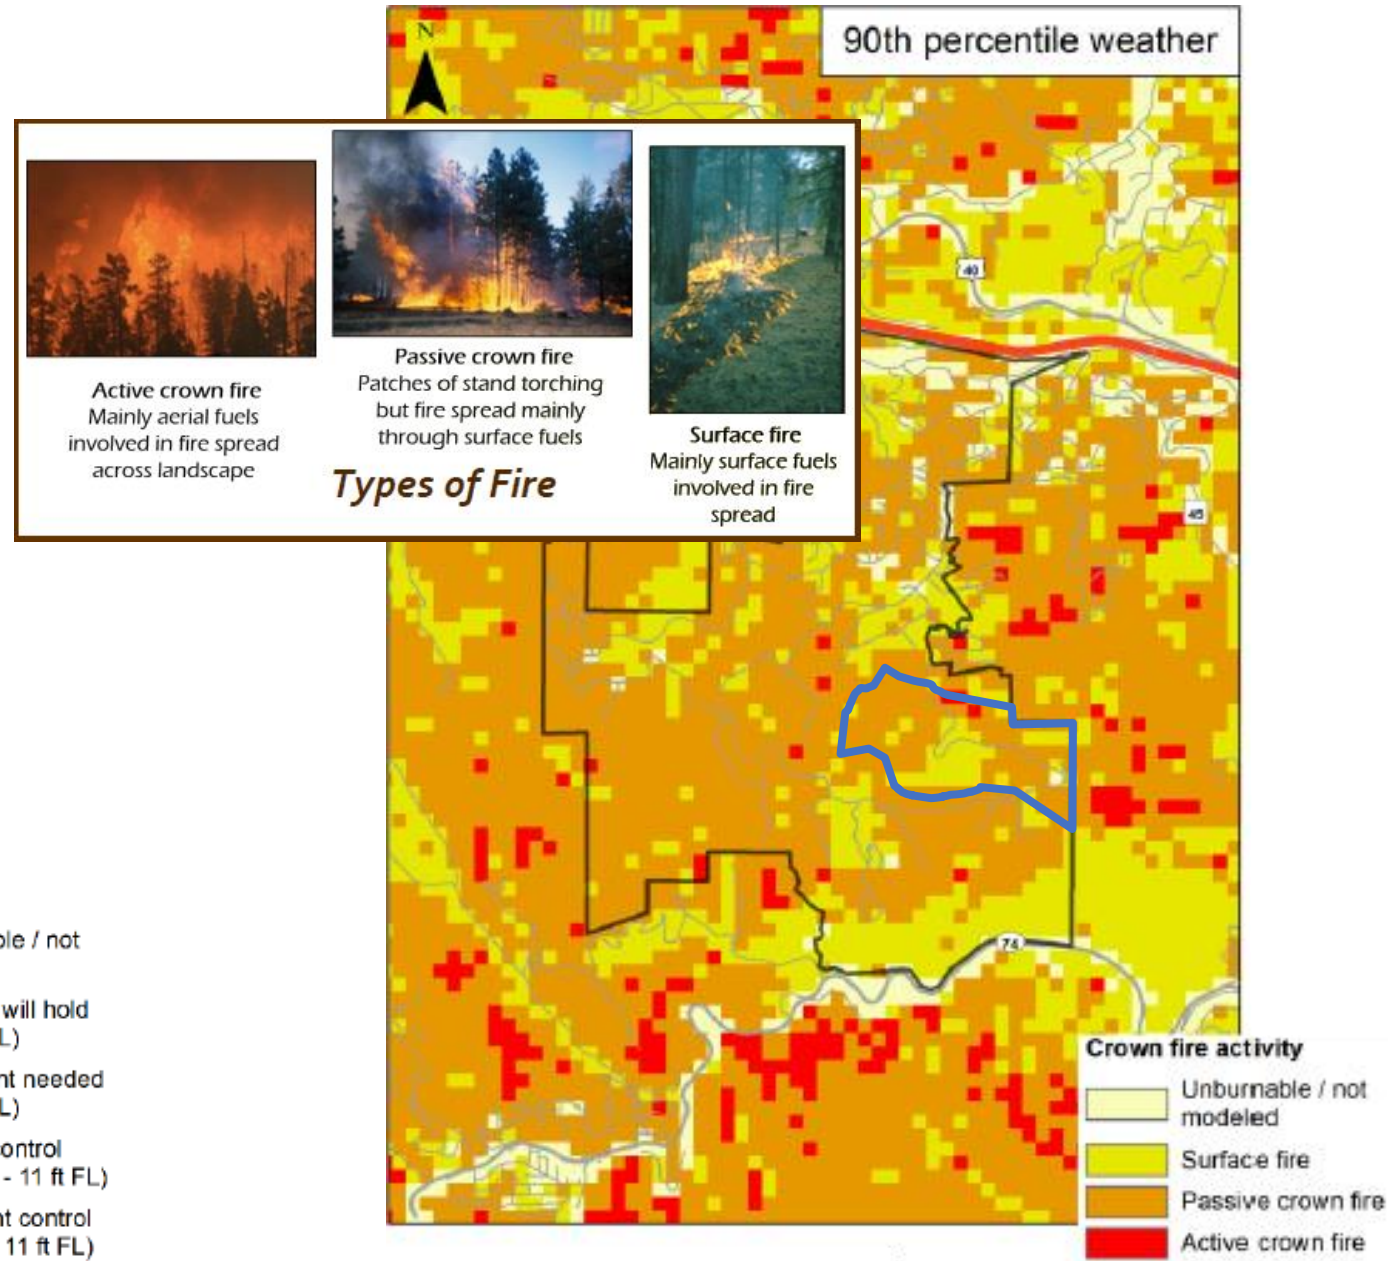 N
90th percentile weather
40
45
74
Active crown fire
Mainly aerial fuels
involved in fire spread
across landscape
Passive crown fire
Patches of stand torching
but fire spread mainly
through surface fuels
Surface fire
Mainly surface fuels
involved in fire
spread
Types of Fire
ble / not
will hold
L)
nt needed
L)
control
- 11 ft FL)
nt control
11 ft FL)
Crown fire activity
Unburnable / not
modeled
Surface fire
Passive crown fire
Active crown fire